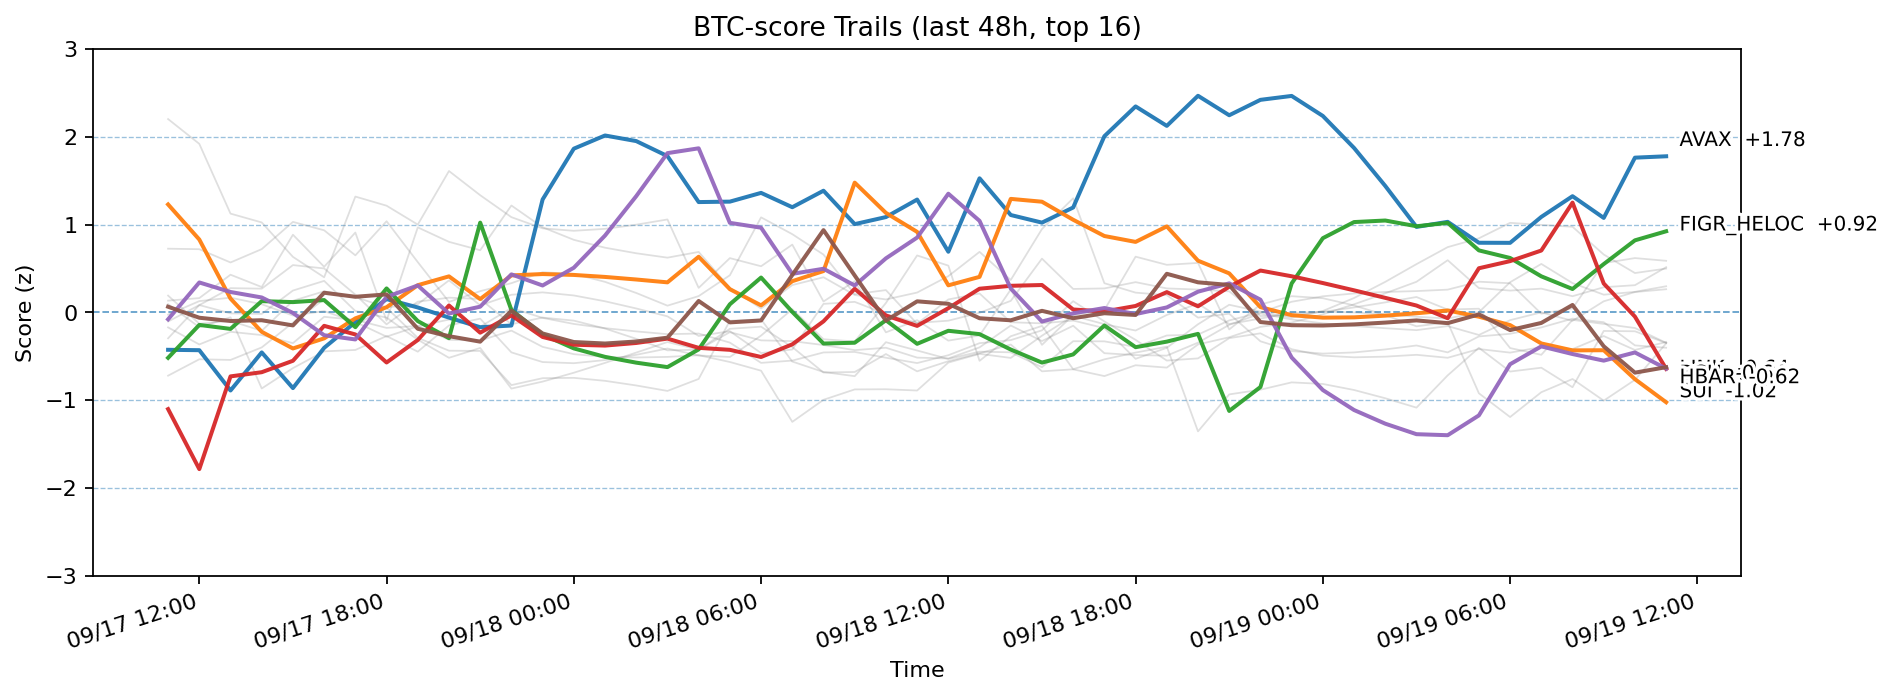 BTC-score Trails (last 48h, top 16)
Score (z)
3
2
1
0
−1
−2
−3
AVAX +1.78
FIGR_HELOC +0.92
HBAR -0.62
SUI -1.02
09/17 12:00
09/17 18:00
09/18 00:00
09/18 06:00
09/18 12:00
09/18 18:00
09/19 00:00
09/19 06:00
09/19 12:00
Time